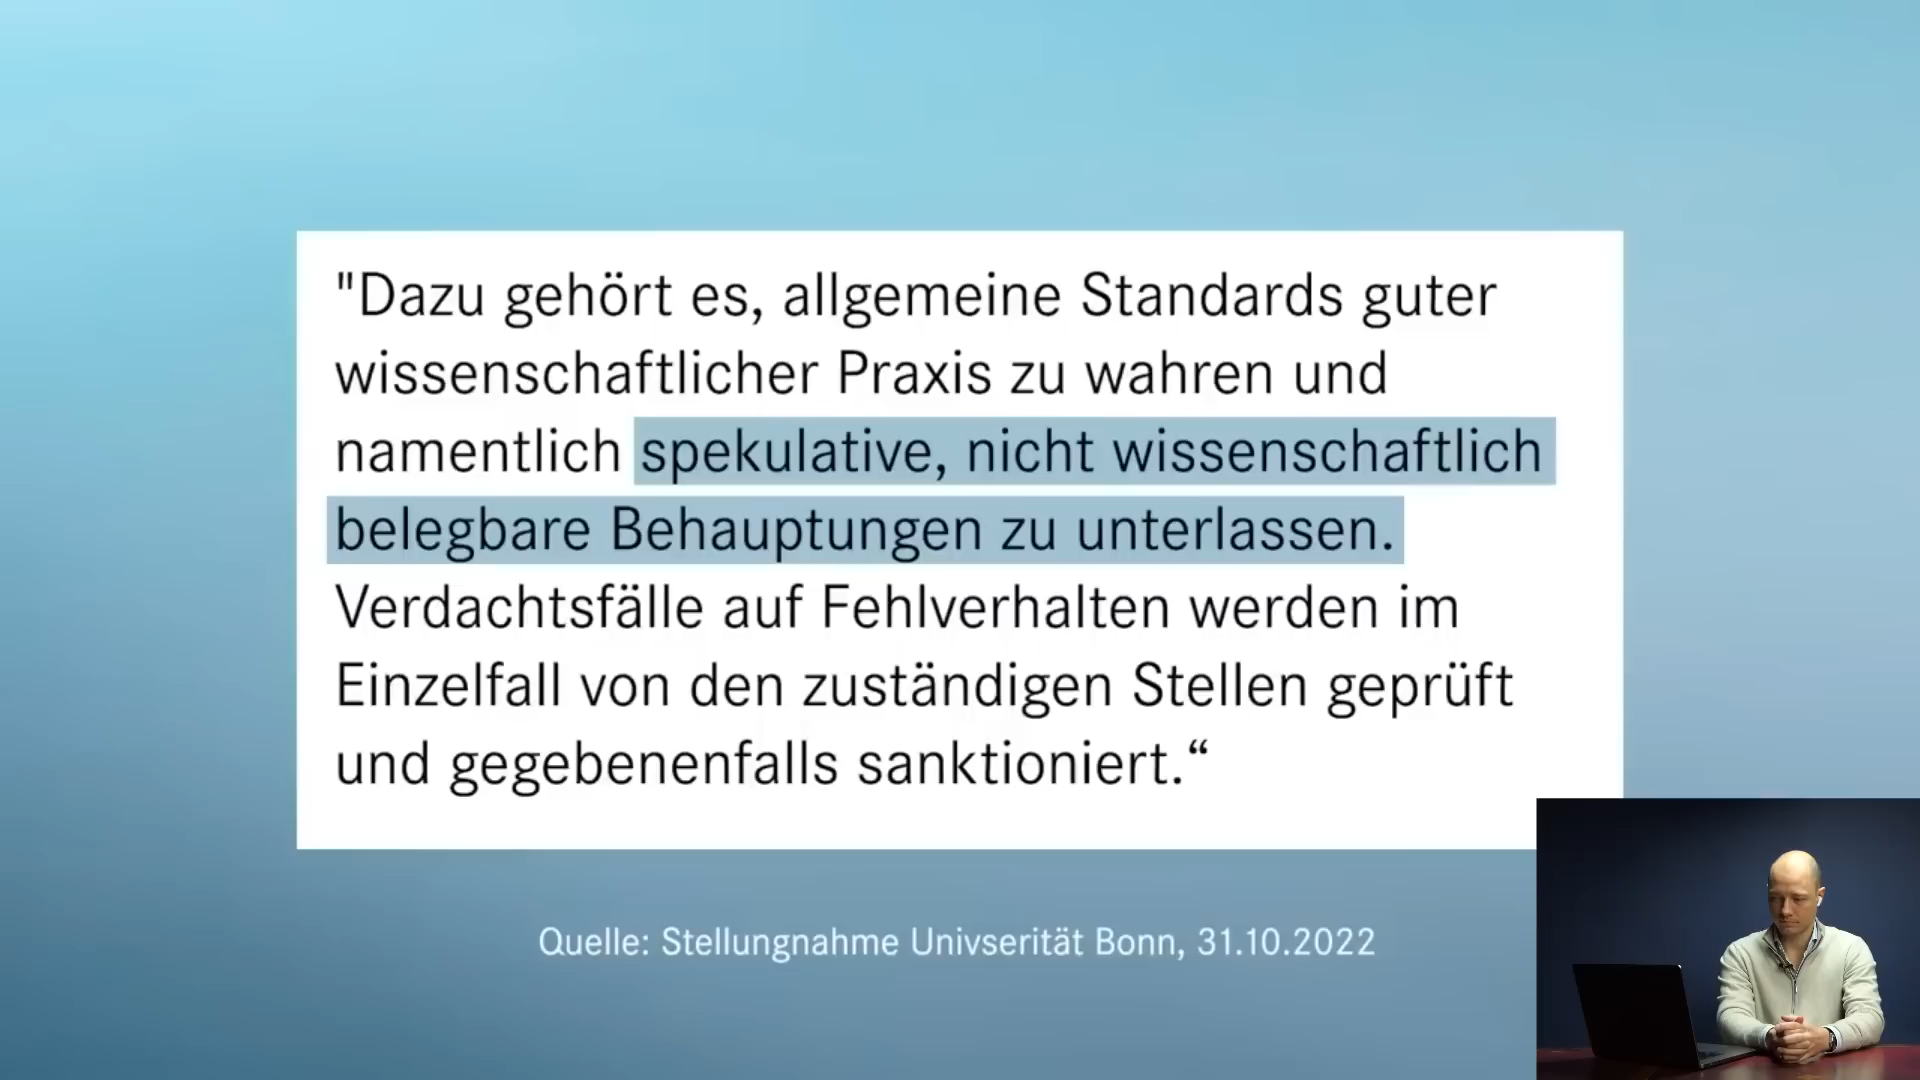 "Dazu gehört es, allgemeine Standards guter
wissenschaftlicher Praxis zu wahren und
namentlich spekulative, nicht wissenschaftlich
belegbare Behauptungen zu unterlassen.
Verdachtsfälle auf Fehlverhalten werden im
Einzelfall von den zuständigen Stellen geprüft
und gegebenenfalls sanktioniert.“
Quelle: Stellungnahme Univserität Bonn, 31.10.2022